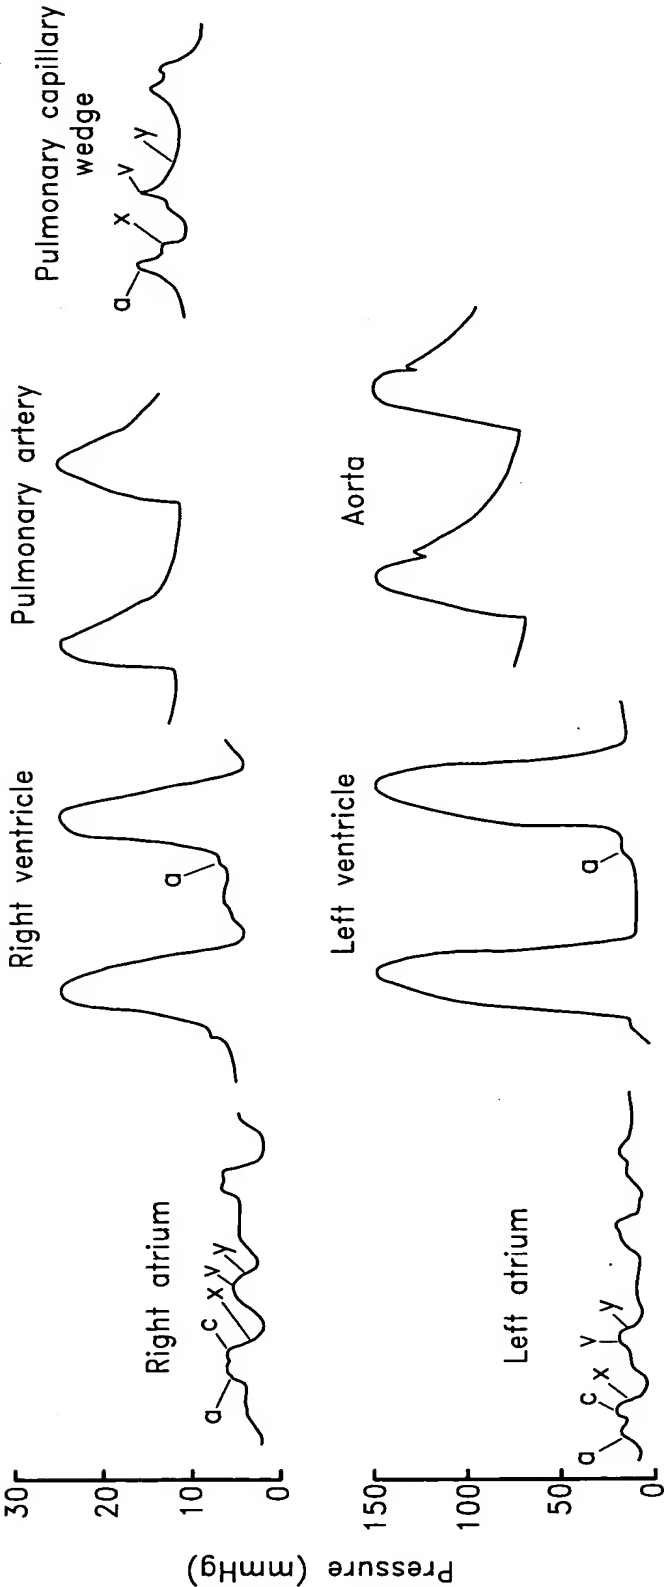 Pressure (mmHg)
30
20
10
0
Right atrium
a
c
x
v
y
Right ventricle
a
Pulmonary artery
Pulmonary capillary
wedge
a
x
v
y
150
100
50
0
Left atrium
a
c
x
v
y
Left ventricle
a
Aorta